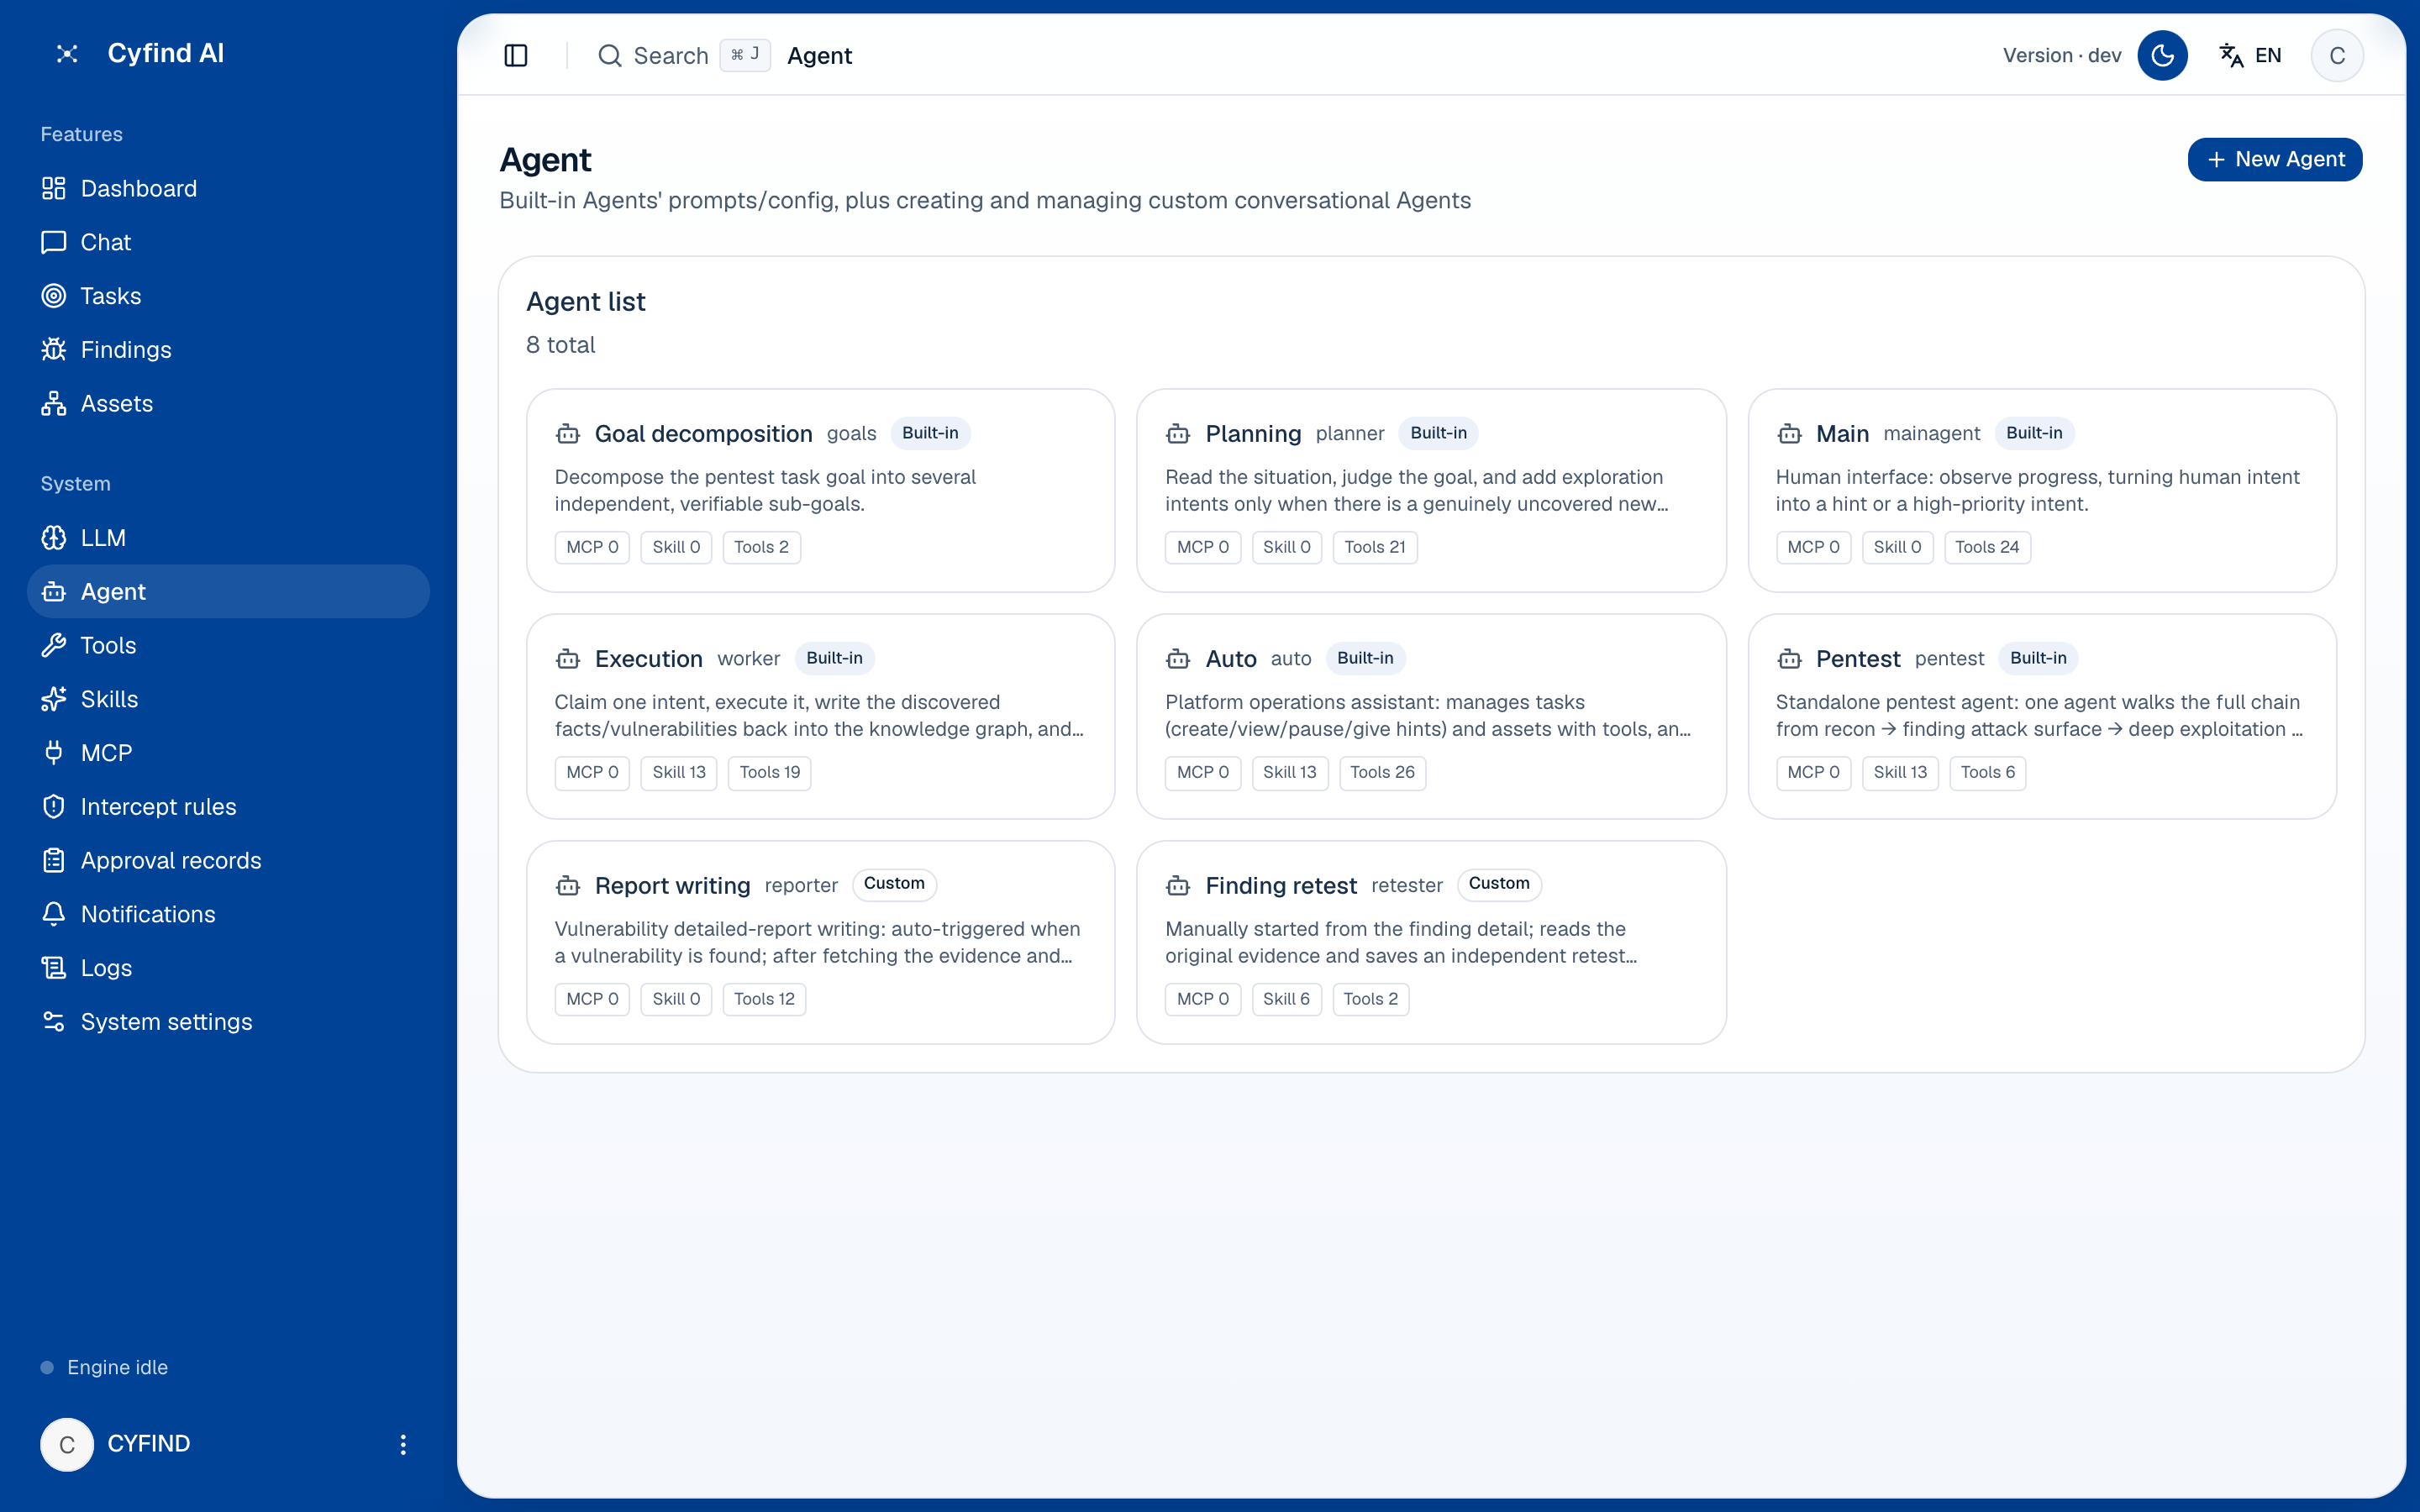 Cyfind AI
Features
Dashboard
Chat
Tasks
Findings
Assets
System
LLM
Agent
Tools
Skills
MCP
Intercept rules
Approval records
Notifications
Logs
System settings
Engine idle
C CYFIND
Search ⌘ J Agent
Version · dev EN C
Agent
New Agent
Built-in Agents' prompts/config, plus creating and managing custom conversational Agents
Agent list
8 total
Goal decomposition goals Built-in
Decompose the pentest task goal into several
independent, verifiable sub-goals.
MCP 0 Skill 0 Tools 2
Planning planner Built-in
Read the situation, judge the goal, and add exploration
intents only when there is a genuinely uncovered new…
MCP 0 Skill 0 Tools 21
Main mainagent Built-in
Human interface: observe progress, turning human intent
into a hint or a high-priority intent.
MCP 0 Skill 0 Tools 24
Execution worker Built-in
Claim one intent, execute it, write the discovered
facts/vulnerabilities back into the knowledge graph, and…
MCP 0 Skill 13 Tools 19
Auto auto Built-in
Platform operations assistant: manages tasks
(create/view/pause/give hints) and assets with tools, an…
MCP 0 Skill 13 Tools 26
Pentest pentest Built-in
Standalone pentest agent: one agent walks the full chain
from recon → finding attack surface → deep exploitation …
MCP 0 Skill 13 Tools 6
Report writing reporter Custom
Vulnerability detailed-report writing: auto-triggered when
a vulnerability is found; after fetching the evidence and…
MCP 0 Skill 0 Tools 12
Finding retest retester Custom
Manually started from the finding detail; reads the
original evidence and saves an independent retest…
MCP 0 Skill 6 Tools 2